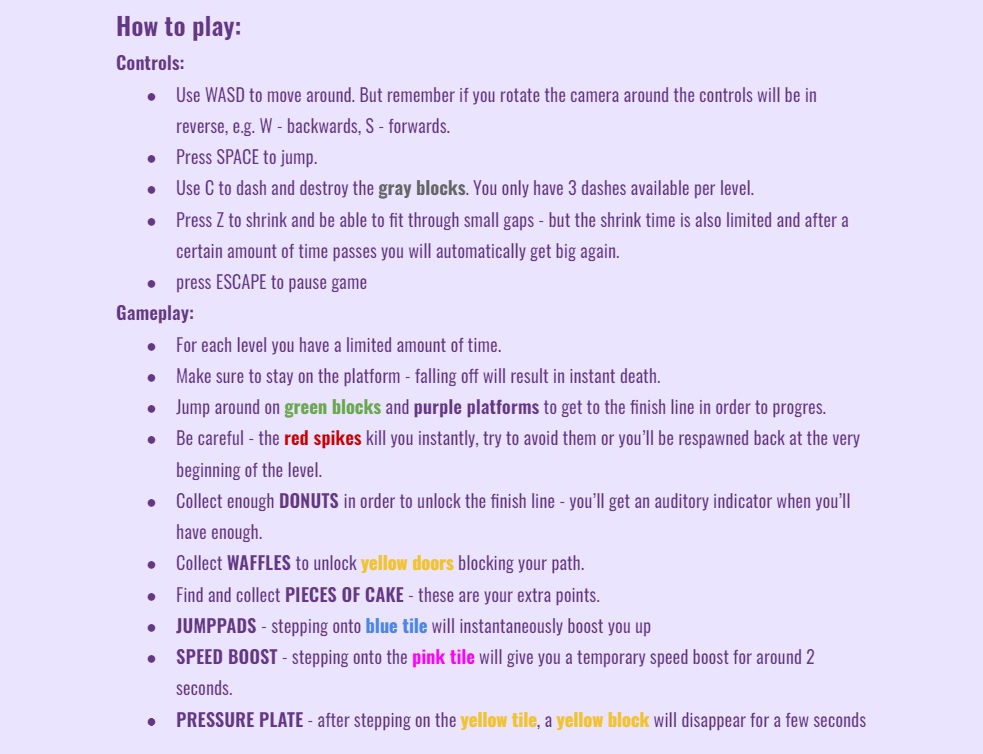 How to play:
Controls:
● Use WASD to move around. But remember if you rotate the camera around the controls will be in
reverse, e.g. W - backwards, S - forwards.
● Press SPACE to jump.
● Use C to dash and destroy the gray blocks. You only have 3 dashes available per level.
● Press Z to shrink and be able to fit through small gaps - but the shrink time is also limited and after a
certain amount of time passes you will automatically get big again.
● press ESCAPE to pause game
Gameplay:
● For each level you have a limited amount of time.
● Make sure to stay on the platform - falling off will result in instant death.
● Jump around on green blocks and purple platforms to get to the finish line in order to progres.
● Be careful - the red spikes kill you instantly, try to avoid them or you'll be respawned back at the very
beginning of the level.
● Collect enough DONUTS in order to unlock the finish line - you'll get an auditory indicator when you'll
have enough.
● Collect WAFFLES to unlock yellow doors blocking your path.
● Find and collect PIECES OF CAKE - these are your extra points.
● JUMPPADS - stepping onto blue tile will instantaneously boost you up
● SPEED BOOST - stepping onto the pink tile will give you a temporary speed boost for around 2
seconds.
● PRESSURE PLATE - after stepping on the yellow tile, a yellow block will disappear for a few seconds